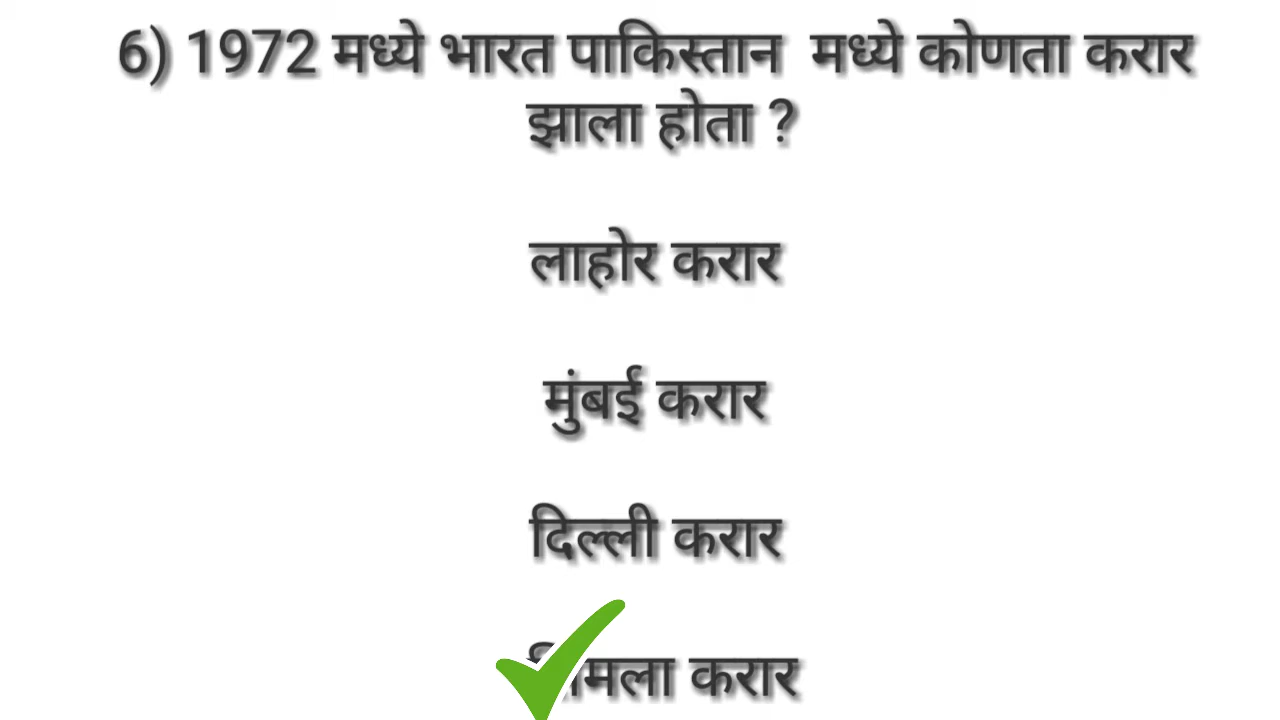 6) 1972 मध्ये भारत पाकिस्तान मध्ये कोणता करार
झाला होता ?
लाहोर करार
मुंबई करार
दिल्ली करार
करार